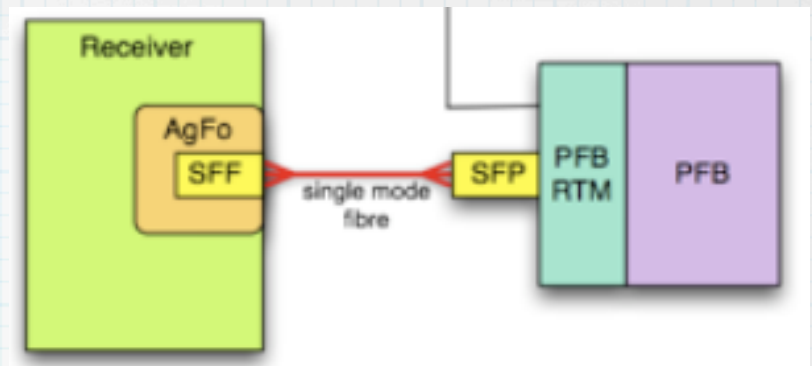 Receiver
AgFo
SFF
single mode
fibre
SFP
PFB
RTM
PFB